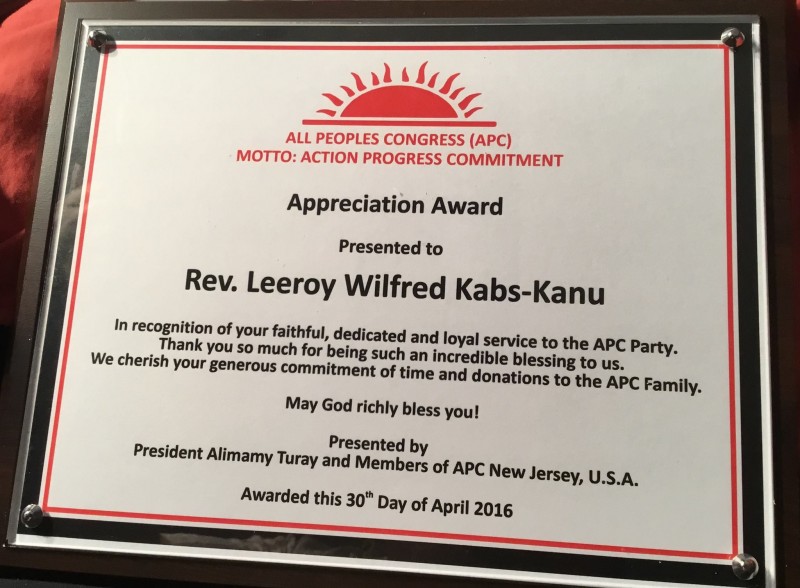 ALL PEOPLES CONGRESS (APC)
MOTTO: ACTION PROGRESS COMMITMENT
Appreciation Award
Presented to
Rev. Leeroy Wilfred Kabs-Kanu
In recognition of your faithful, dedicated and loyal service to the APC Party.
Thank you so much for being such an incredible blessing to us.
We cherish your generous commitment of time and donations to the APC Family.
May God richly bless you!
Presented by
President Alimamy Turay and Members of APC New Jersey, U.S.A.
Awarded this 30th Day of April 2016